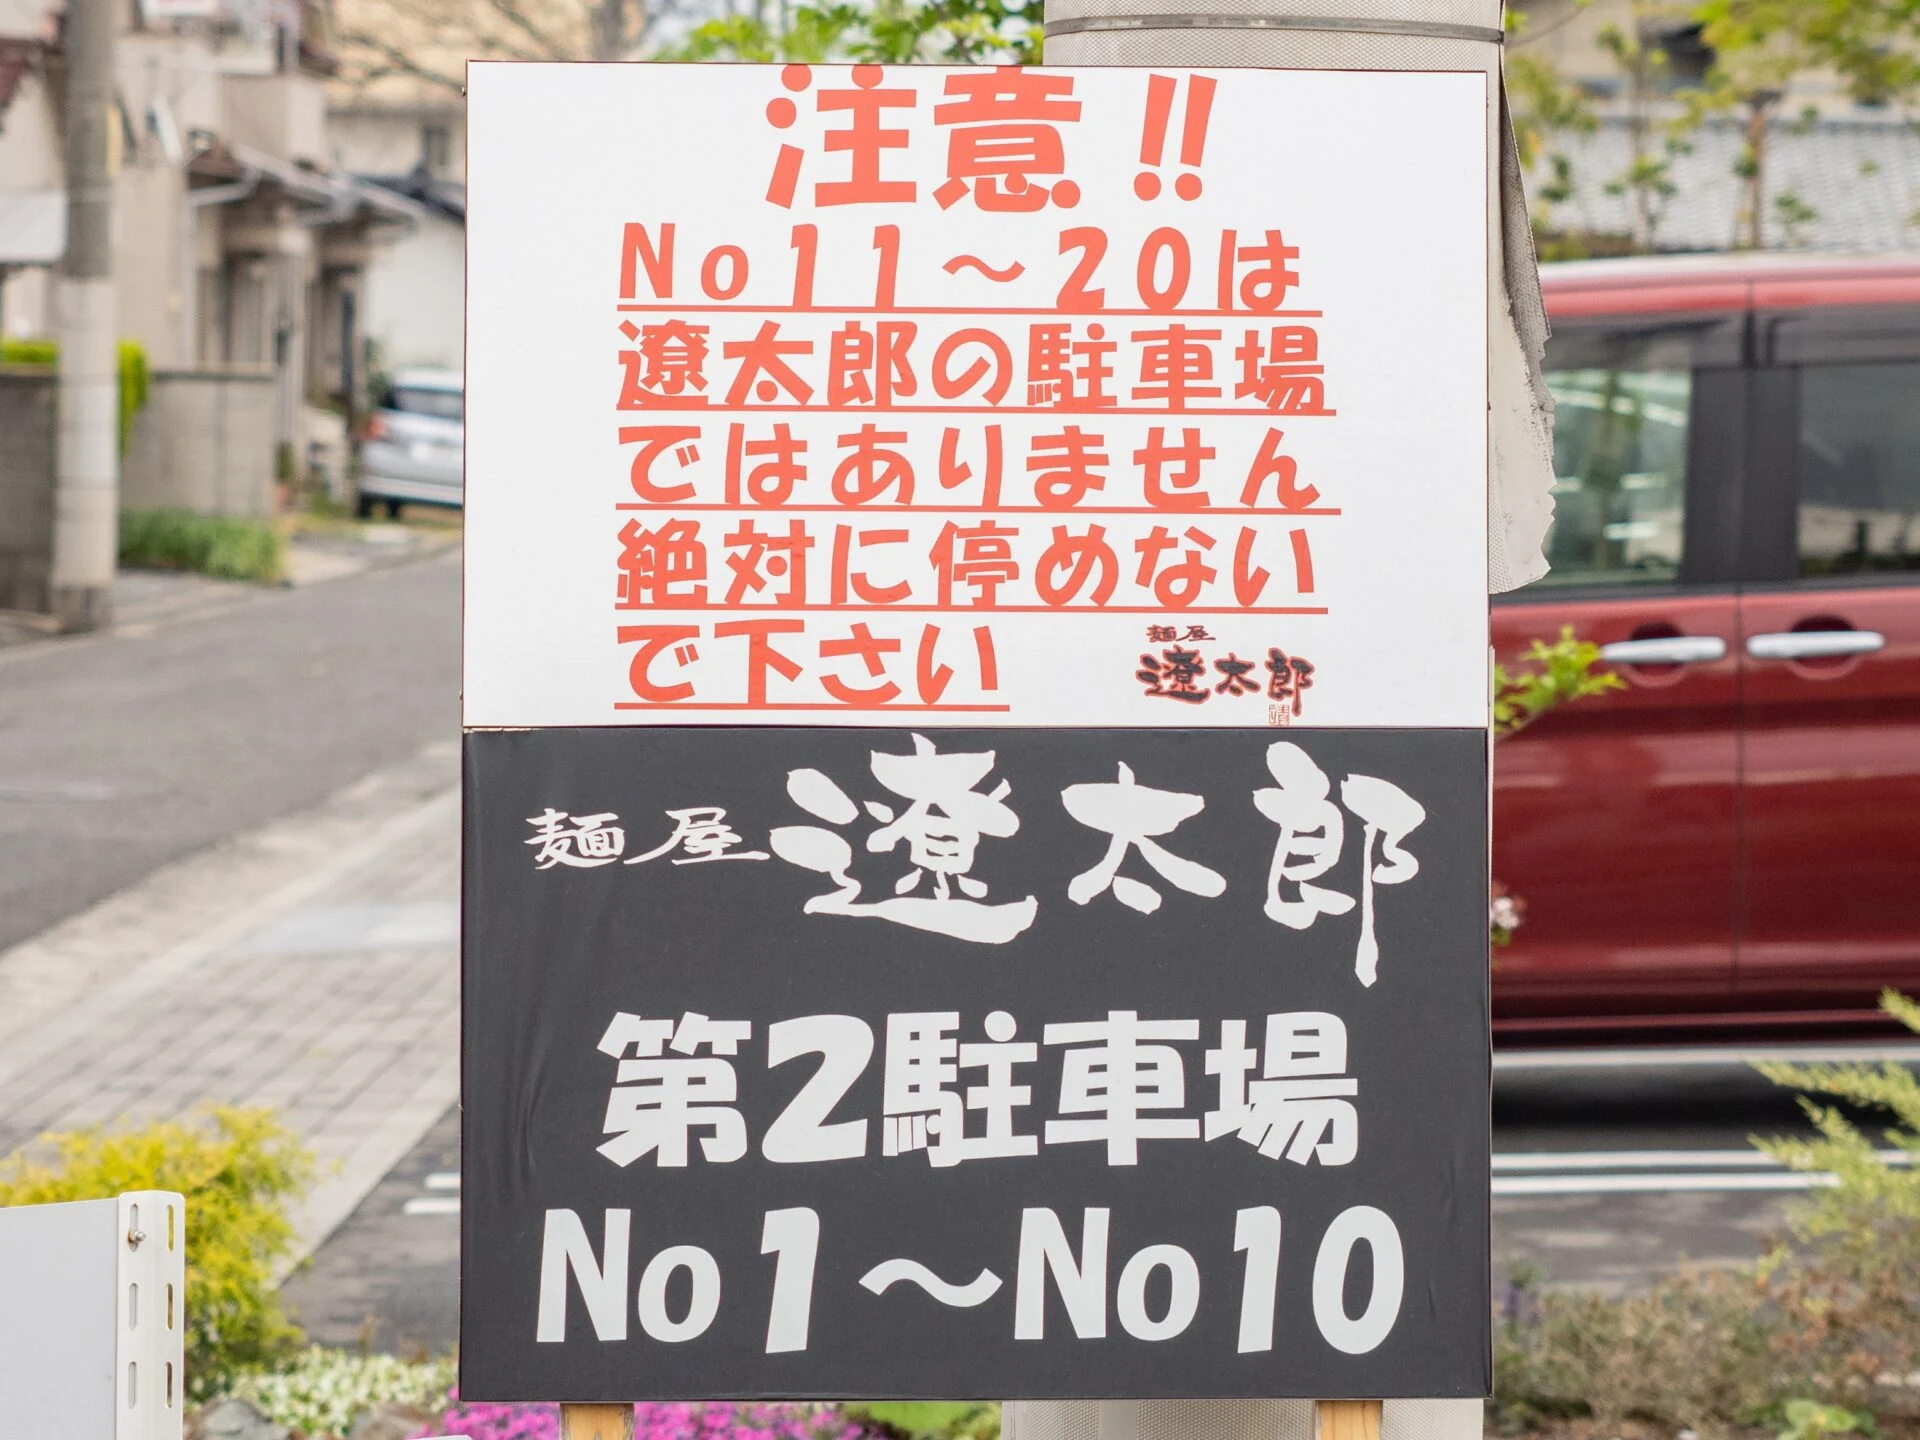 注意!!
No11～20は
遼太郎の駐車場
ではありません
絶対に停めない
で下さい
麺屋
遼太郎
麺屋 遼太郎
第2駐車場
No1～No10